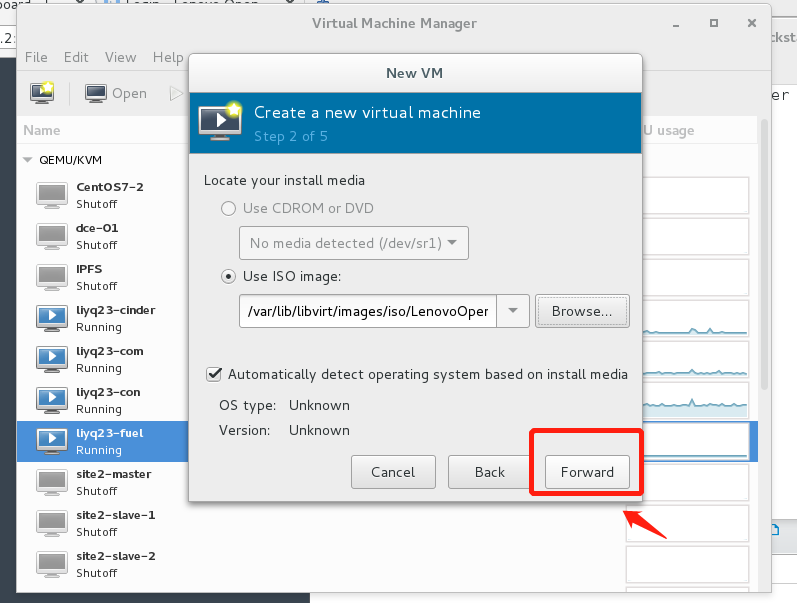 Virtual Machine Manager
File Edit View Help
Open
Name
U usage
QEMU/KVM
CentOS7-2
Shutoff
dce-01
Shutoff
IPFS
Shutoff
liyq23-cinder
Running
liyq23-com
Running
liyq23-con
Running
liyq23-fuel
Running
site2-master
Shutoff
site2-slave-1
Shutoff
site2-slave-2
Shutoff
New VM
Create a new virtual machine
Step 2 of 5
Locate your install media
Use CDROM or DVD
No media detected (/dev/sr1)
Use ISO image:
/var/lib/libvirt/images/iso/LenovoOper
Browse...
Automatically detect operating system based on install media
OS type: Unknown
Version: Unknown
Cancel Back Forward
er